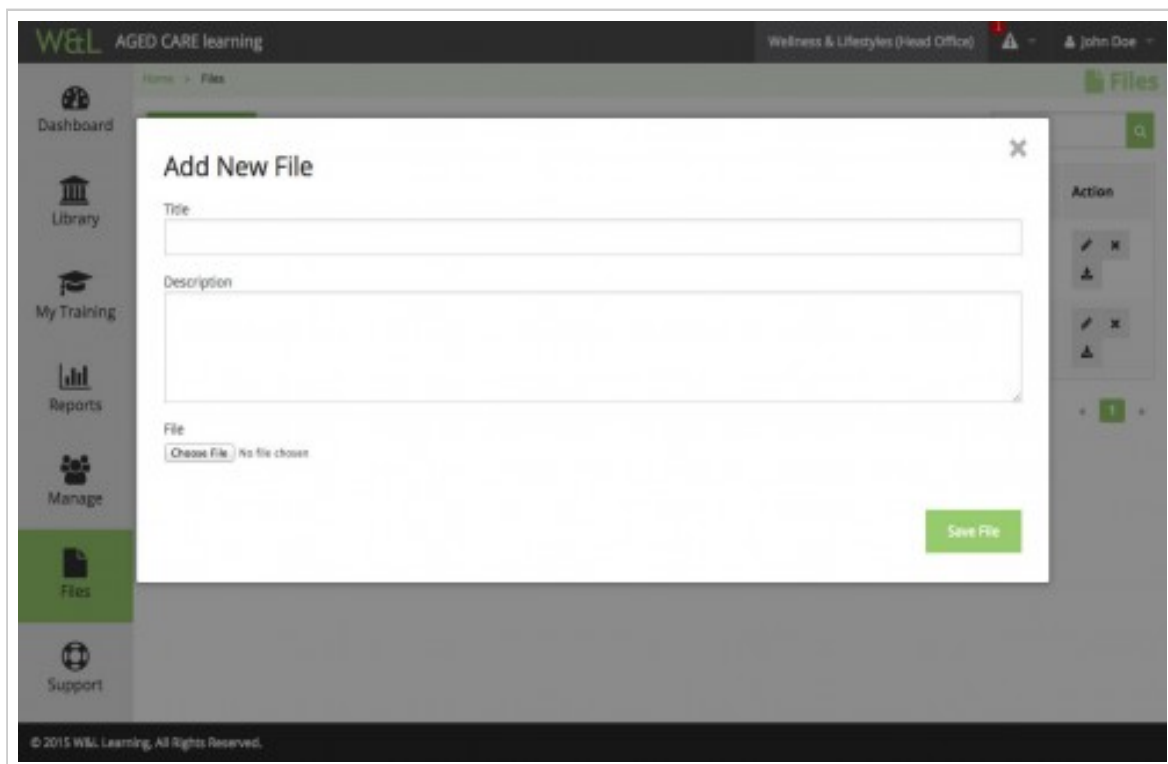 W&L AGED CARE learning
Wellness & Lifestyles (Head Office)
1
John Doe
Home > Files
Files
Dashboard
Library
My Training
Reports
Manage
Files
Support
Add New File
Title
Description
File
Choose File No file chosen
Save File
Action
1
© 2015 W&L Learning, All Rights Reserved.